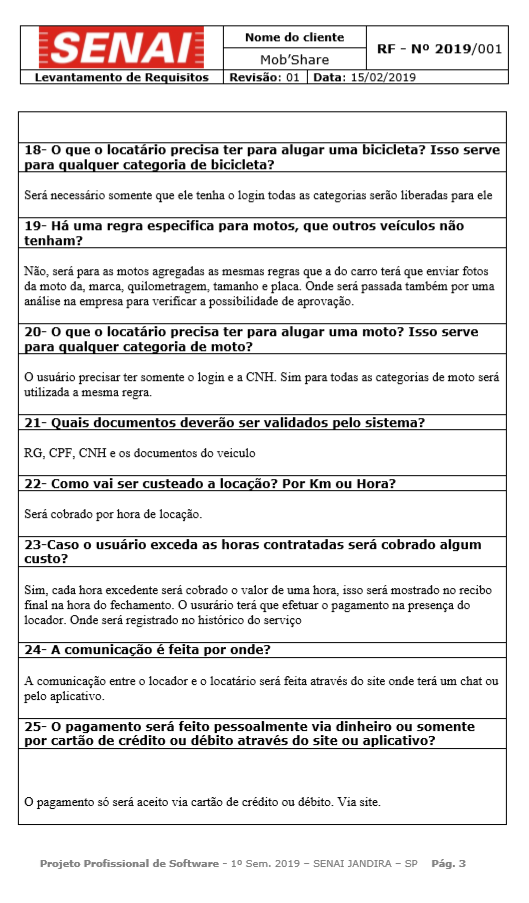 SENAI
Nome do cliente
Mob'Share
RF - Nº 2019/001
Levantamento de Requisitos
Revisão: 01
Data: 15/02/2019
18- O que o locatário precisa ter para alugar uma bicicleta? Isso serve
para qualquer categoria de bicicleta?
Será necessário somente que ele tenha o login todas as categorias serão liberadas para ele
19- Há uma regra especifica para motos, que outros veículos não
tenham?
Não, será para as motos agregadas as mesmas regras que a do carro terá que enviar fotos
da moto da, marca, quilometragem, tamanho e placa. Onde será passada também por uma
análise na empresa para verificar a possibilidade de aprovação.
20- O que o locatário precisa ter para alugar uma moto? Isso serve
para qualquer categoria de moto?
O usuário precisar ter somente o login e a CNH. Sim para todas as categorias de moto será
utilizada a mesma regra.
21- Quais documentos deverão ser validados pelo sistema?
RG, CPF, CNH e os documentos do veiculo
22- Como vai ser custeado a locação? Por Km ou Hora?
Será cobrado por hora de locação.
23-Caso o usuário exceda as horas contratadas será cobrado algum
custo?
Sim, cada hora excedente será cobrado o valor de uma hora, isso será mostrado no recibo
final na hora do fechamento. O usurário terá que efetuar o pagamento na presença do
locador. Onde será registrado no histórico do serviço
24- A comunicação é feita por onde?
A comunicação entre o locador e o locatário será feita através do site onde terá um chat ou
pelo aplicativo.
25- O pagamento será feito pessoalmente via dinheiro ou somente
por cartão de crédito ou débito através do site ou aplicativo?
O pagamento só será aceito via cartão de crédito ou débito. Via site.
Projeto Profissional de Software - 1º Sem. 2019 – SENAI JANDIRA – SP Pág. 3